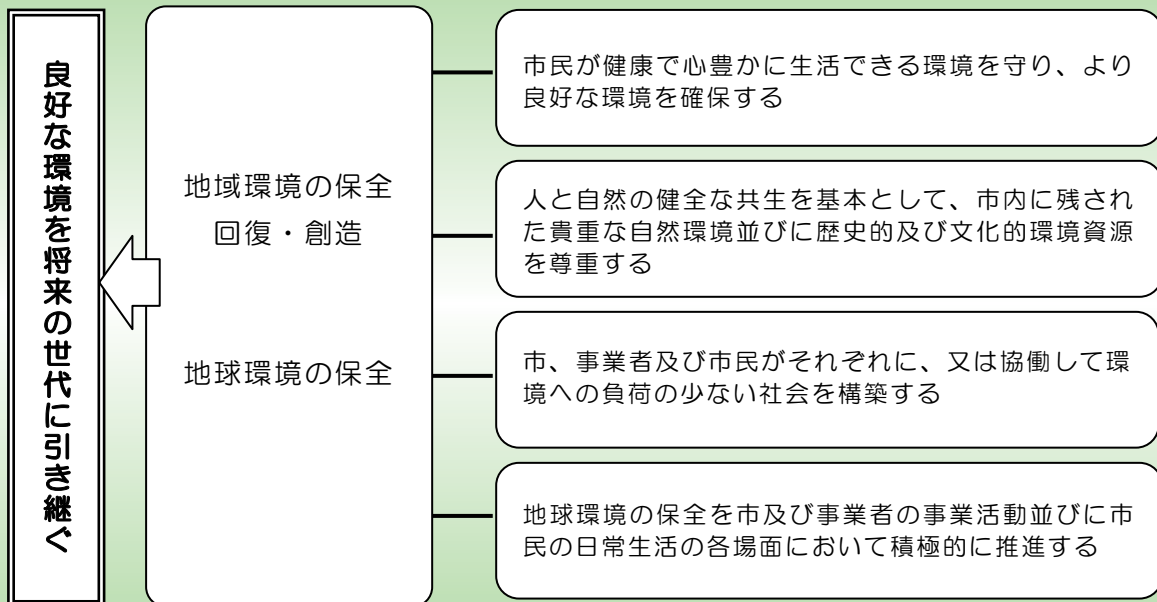 良好な環境を将来の世代に引き継ぐ
地域環境の保全
回復・創造
地球環境の保全
市民が健康で心豊かに生活できる環境を守り、より
良好な環境を確保する
人と自然の健全な共生を基本として、市内に残され
た貴重な自然環境並びに歴史的及び文化的環境資源
を尊重する
市、事業者及び市民がそれぞれに、又は協働して環
境への負荷の少ない社会を構築する
地球環境の保全を市及び事業者の事業活動並びに市
民の日常生活の各場面において積極的に推進する